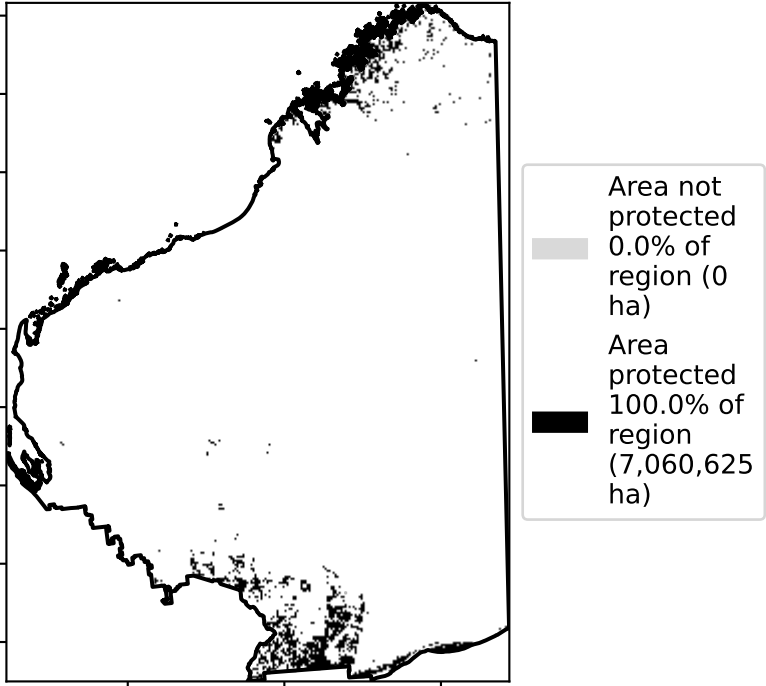 Area not
protected
0.0% of
region (0
ha)
Area
protected
100.0% of
region
(7,060,625
ha)